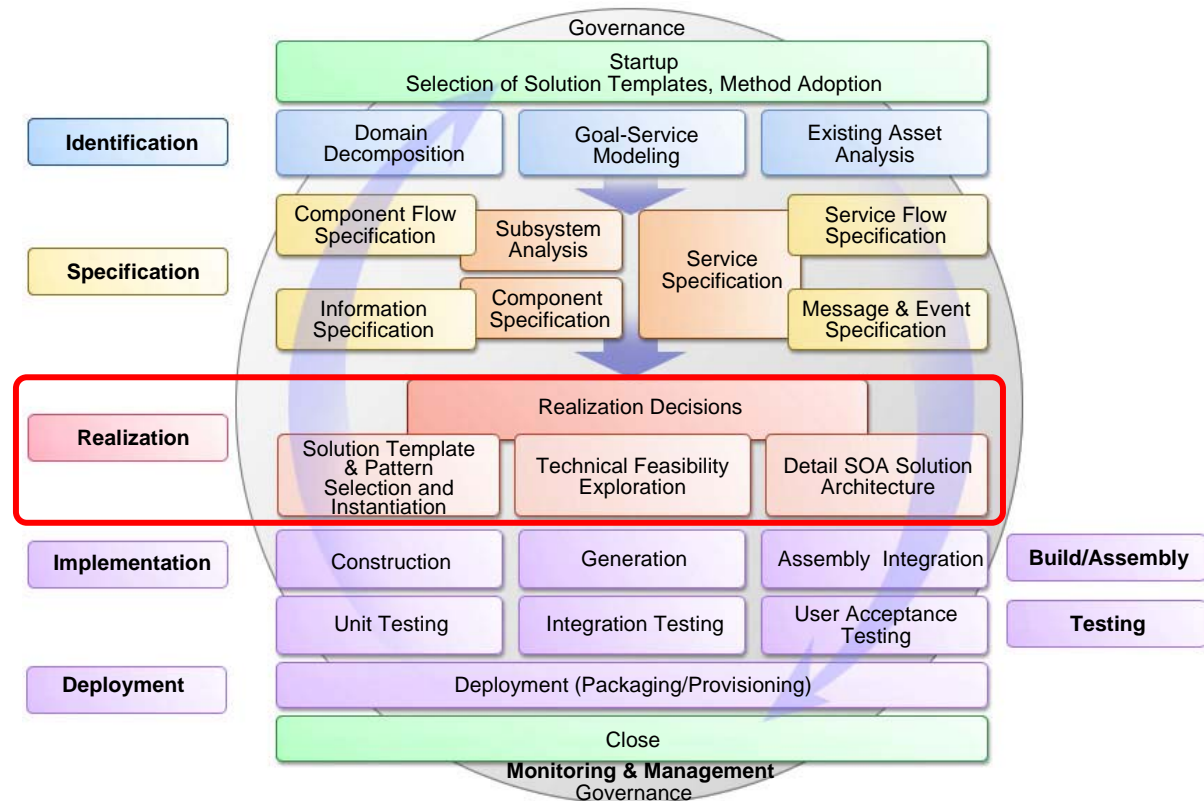 Governance
Startup
Selection of Solution Templates, Method Adoption
Identification
Domain
Decomposition
Goal-Service
Modeling
Existing Asset
Analysis
Specification
Component Flow
Specification
Subsystem
Analysis
Service
Specification
Service Flow
Specification
Information
Specification
Component
Specification
Message & Event
Specification
Realization
Realization Decisions
Solution Template
& Pattern
Selection and
Instantiation
Technical Feasibility
Exploration
Detail SOA Solution
Architecture
Implementation
Construction
Generation
Assembly Integration
Build/Assembly
Unit Testing
Integration Testing
User Acceptance
Testing
Testing
Deployment
Deployment (Packaging/Provisioning)
Close
Monitoring & Management
Governance